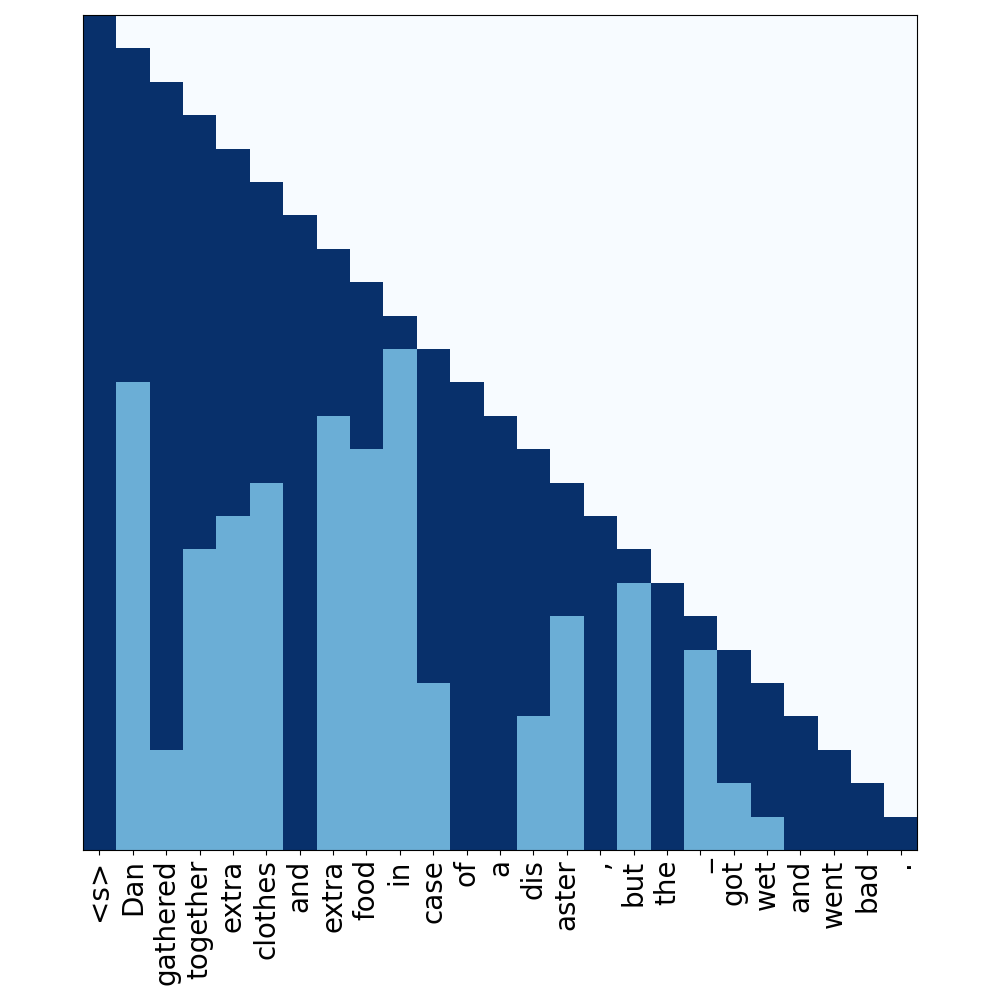 <s>
Dan
gathered
together
extra
clothes
and
extra
food
in
case
of
a
dis
aster
,
but
the
_
got
wet
and
went
bad
.